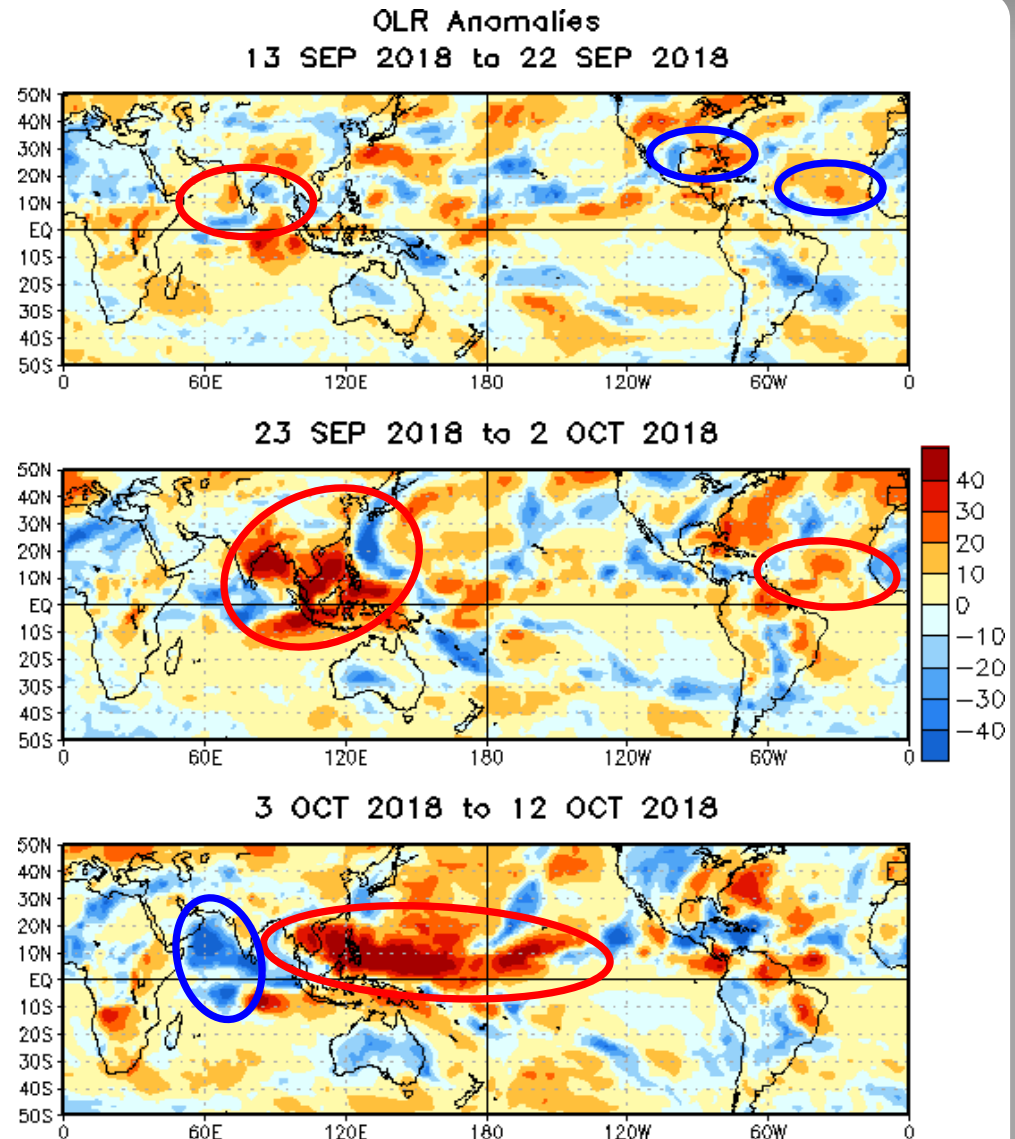 OLR Anomalies
13 SEP 2018 to 22 SEP 2018
50N
40N
30N
20N
10N
EQ
10S
20S
30S
40S
50S
0 60E 120E 180 120W 60W 0
23 SEP 2018 to 2 OCT 2018
50N
40N
30N
20N
10N
EQ
10S
20S
30S
40S
50S
0 60E 120E 180 120W 60W 0
40
30
20
10
0
-10
-20
-30
-40
3 OCT 2018 to 12 OCT 2018
50N
40N
30N
20N
10N
EQ
10S
20S
30S
40S
50S
0 60E 120E 180 120W 60W 0